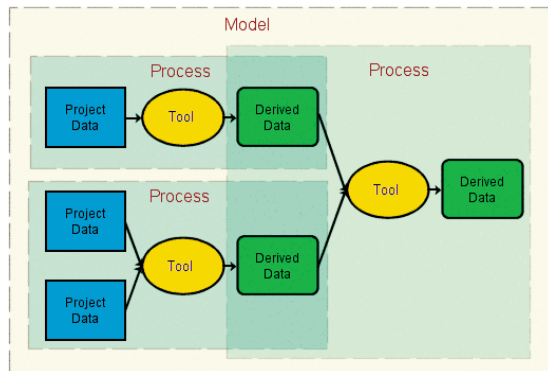 Model
Process
Process
Project
Data
Tool
Derived
Data
Process
Project
Data
Tool
Derived
Data
Project
Data
Tool
Derived
Data